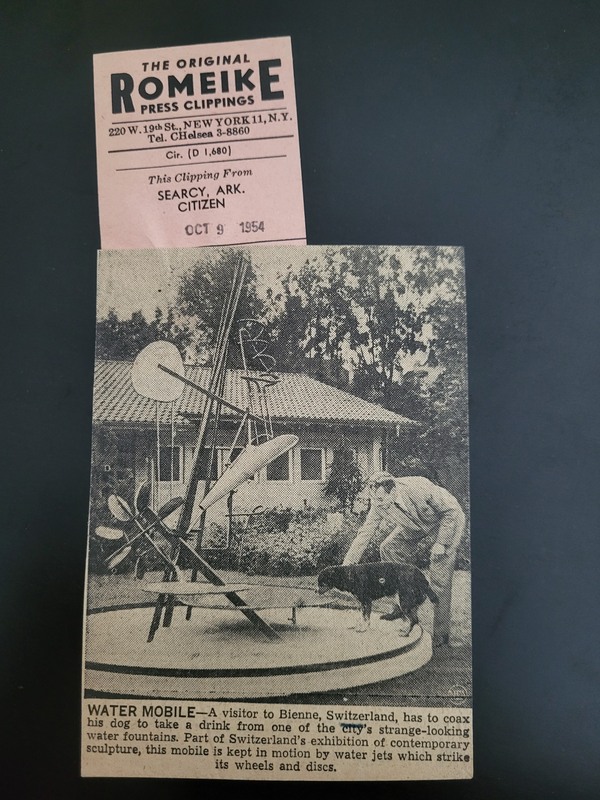 THE ORIGINAL
ROMEIKE
PRESS CLIPPINGS
220 W. 19th St., NEW YORK 11, N.Y.
Tel. CHelsea 3-8860
Cir. (D 1,680)
This Clipping From
SEARCY, ARK.
CITIZEN
OCT 9 1954
WATER MOBILE—A visitor to Bienne, Switzerland, has to coax
his dog to take a drink from one of the city's strange-looking
water fountains. Part of Switzerland's exhibition of contemporary
sculpture, this mobile is kept in motion by water jets which strike
its wheels and discs.